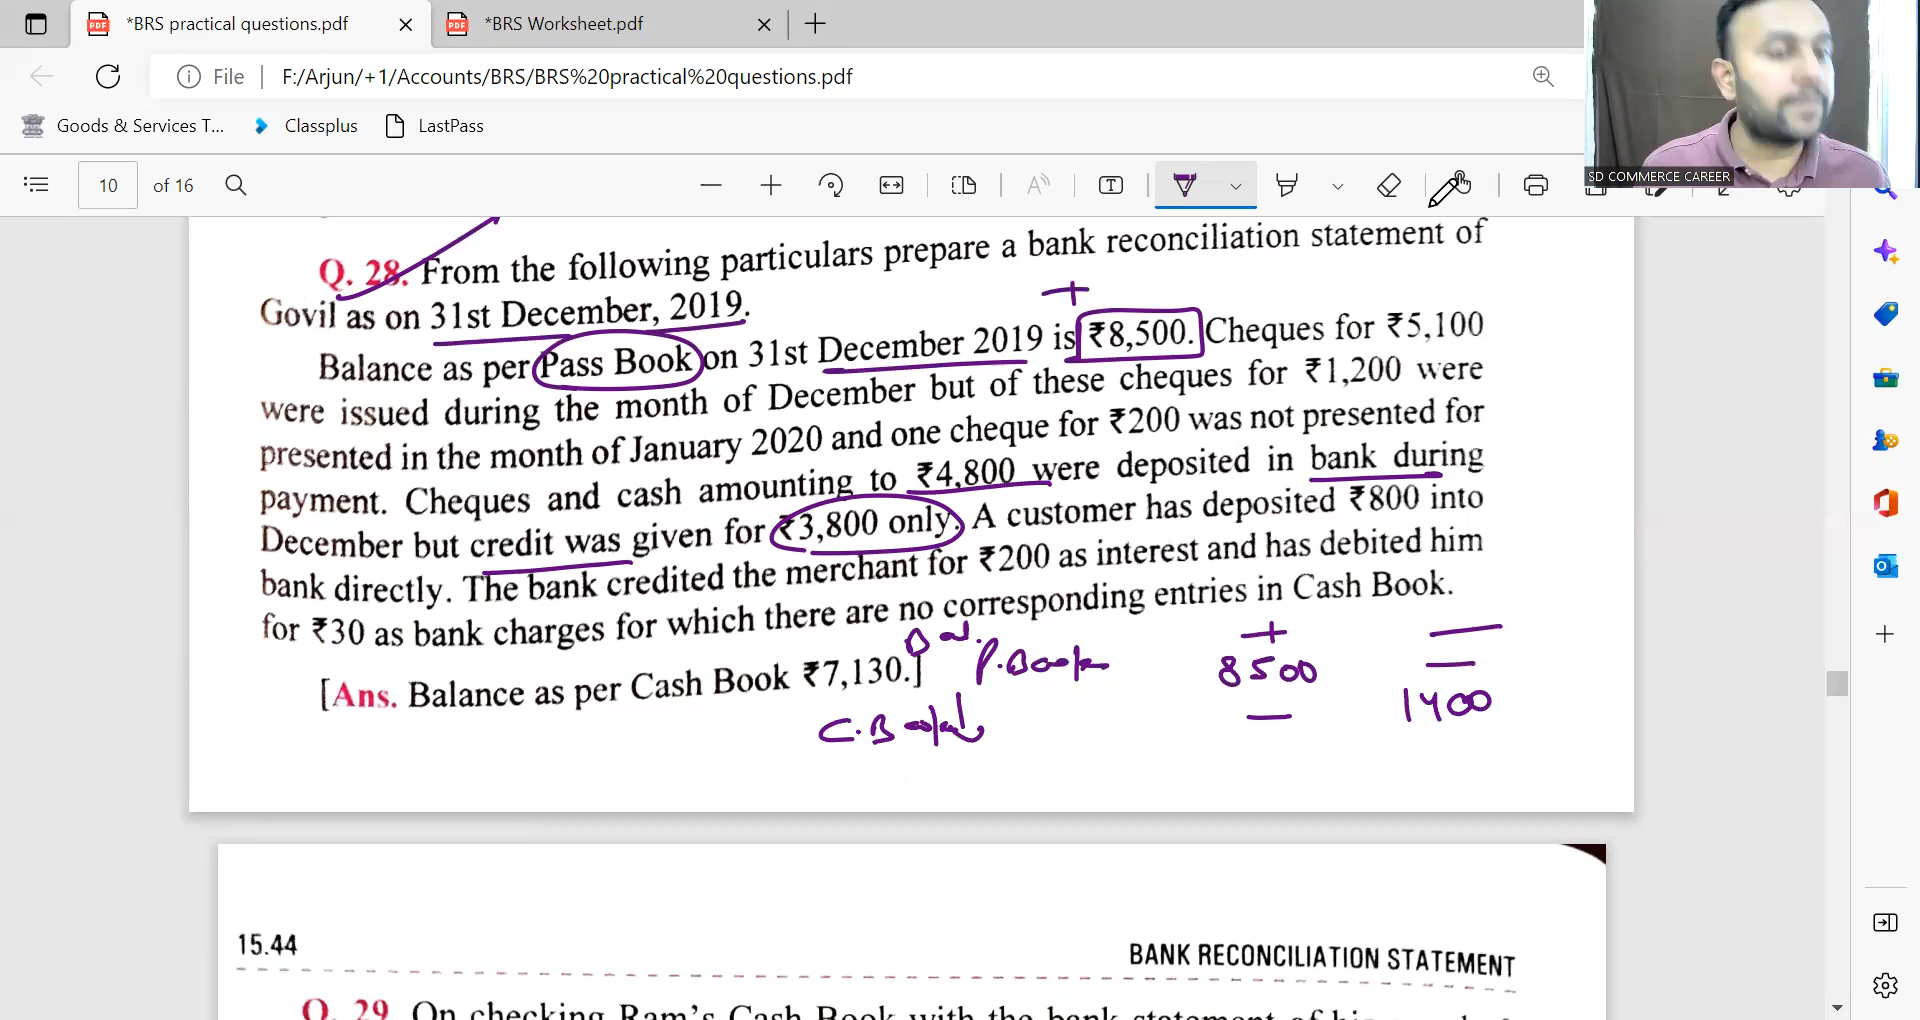 *BRS practical questions.pdf
*BRS Worksheet.pdf
File F:/Arjun/+1/Accounts/BRS/BRS%20practical%20questions.pdf
Goods & Services T... Classplus LastPass
SD COMMERCE CAREER
10 of 16
Q. 28. From the following particulars prepare a bank reconciliation statement of
Govil as on 31st December, 2019.
Balance as per Pass Book on 31st December 2019 is ₹8,500. Cheques for ₹5,100
were issued during the month of December but of these cheques for ₹1,200 were
presented in the month of January 2020 and one cheque for ₹200 was not presented for
payment. Cheques and cash amounting to ₹4,800 were deposited in bank during
December but credit was given for ₹3,800 only. A customer has deposited ₹800 into
bank directly. The bank credited the merchant for ₹200 as interest and has debited him
for ₹30 as bank charges for which there are no corresponding entries in Cash Book.
[Ans. Balance as per Cash Book ₹7,130.]
Bal. P.Book + 8500 —
C.Book — 1400
15.44
BANK RECONCILIATION STATEMENT
Q. 29 On checking Ram's Cash Book with the bank statement of his